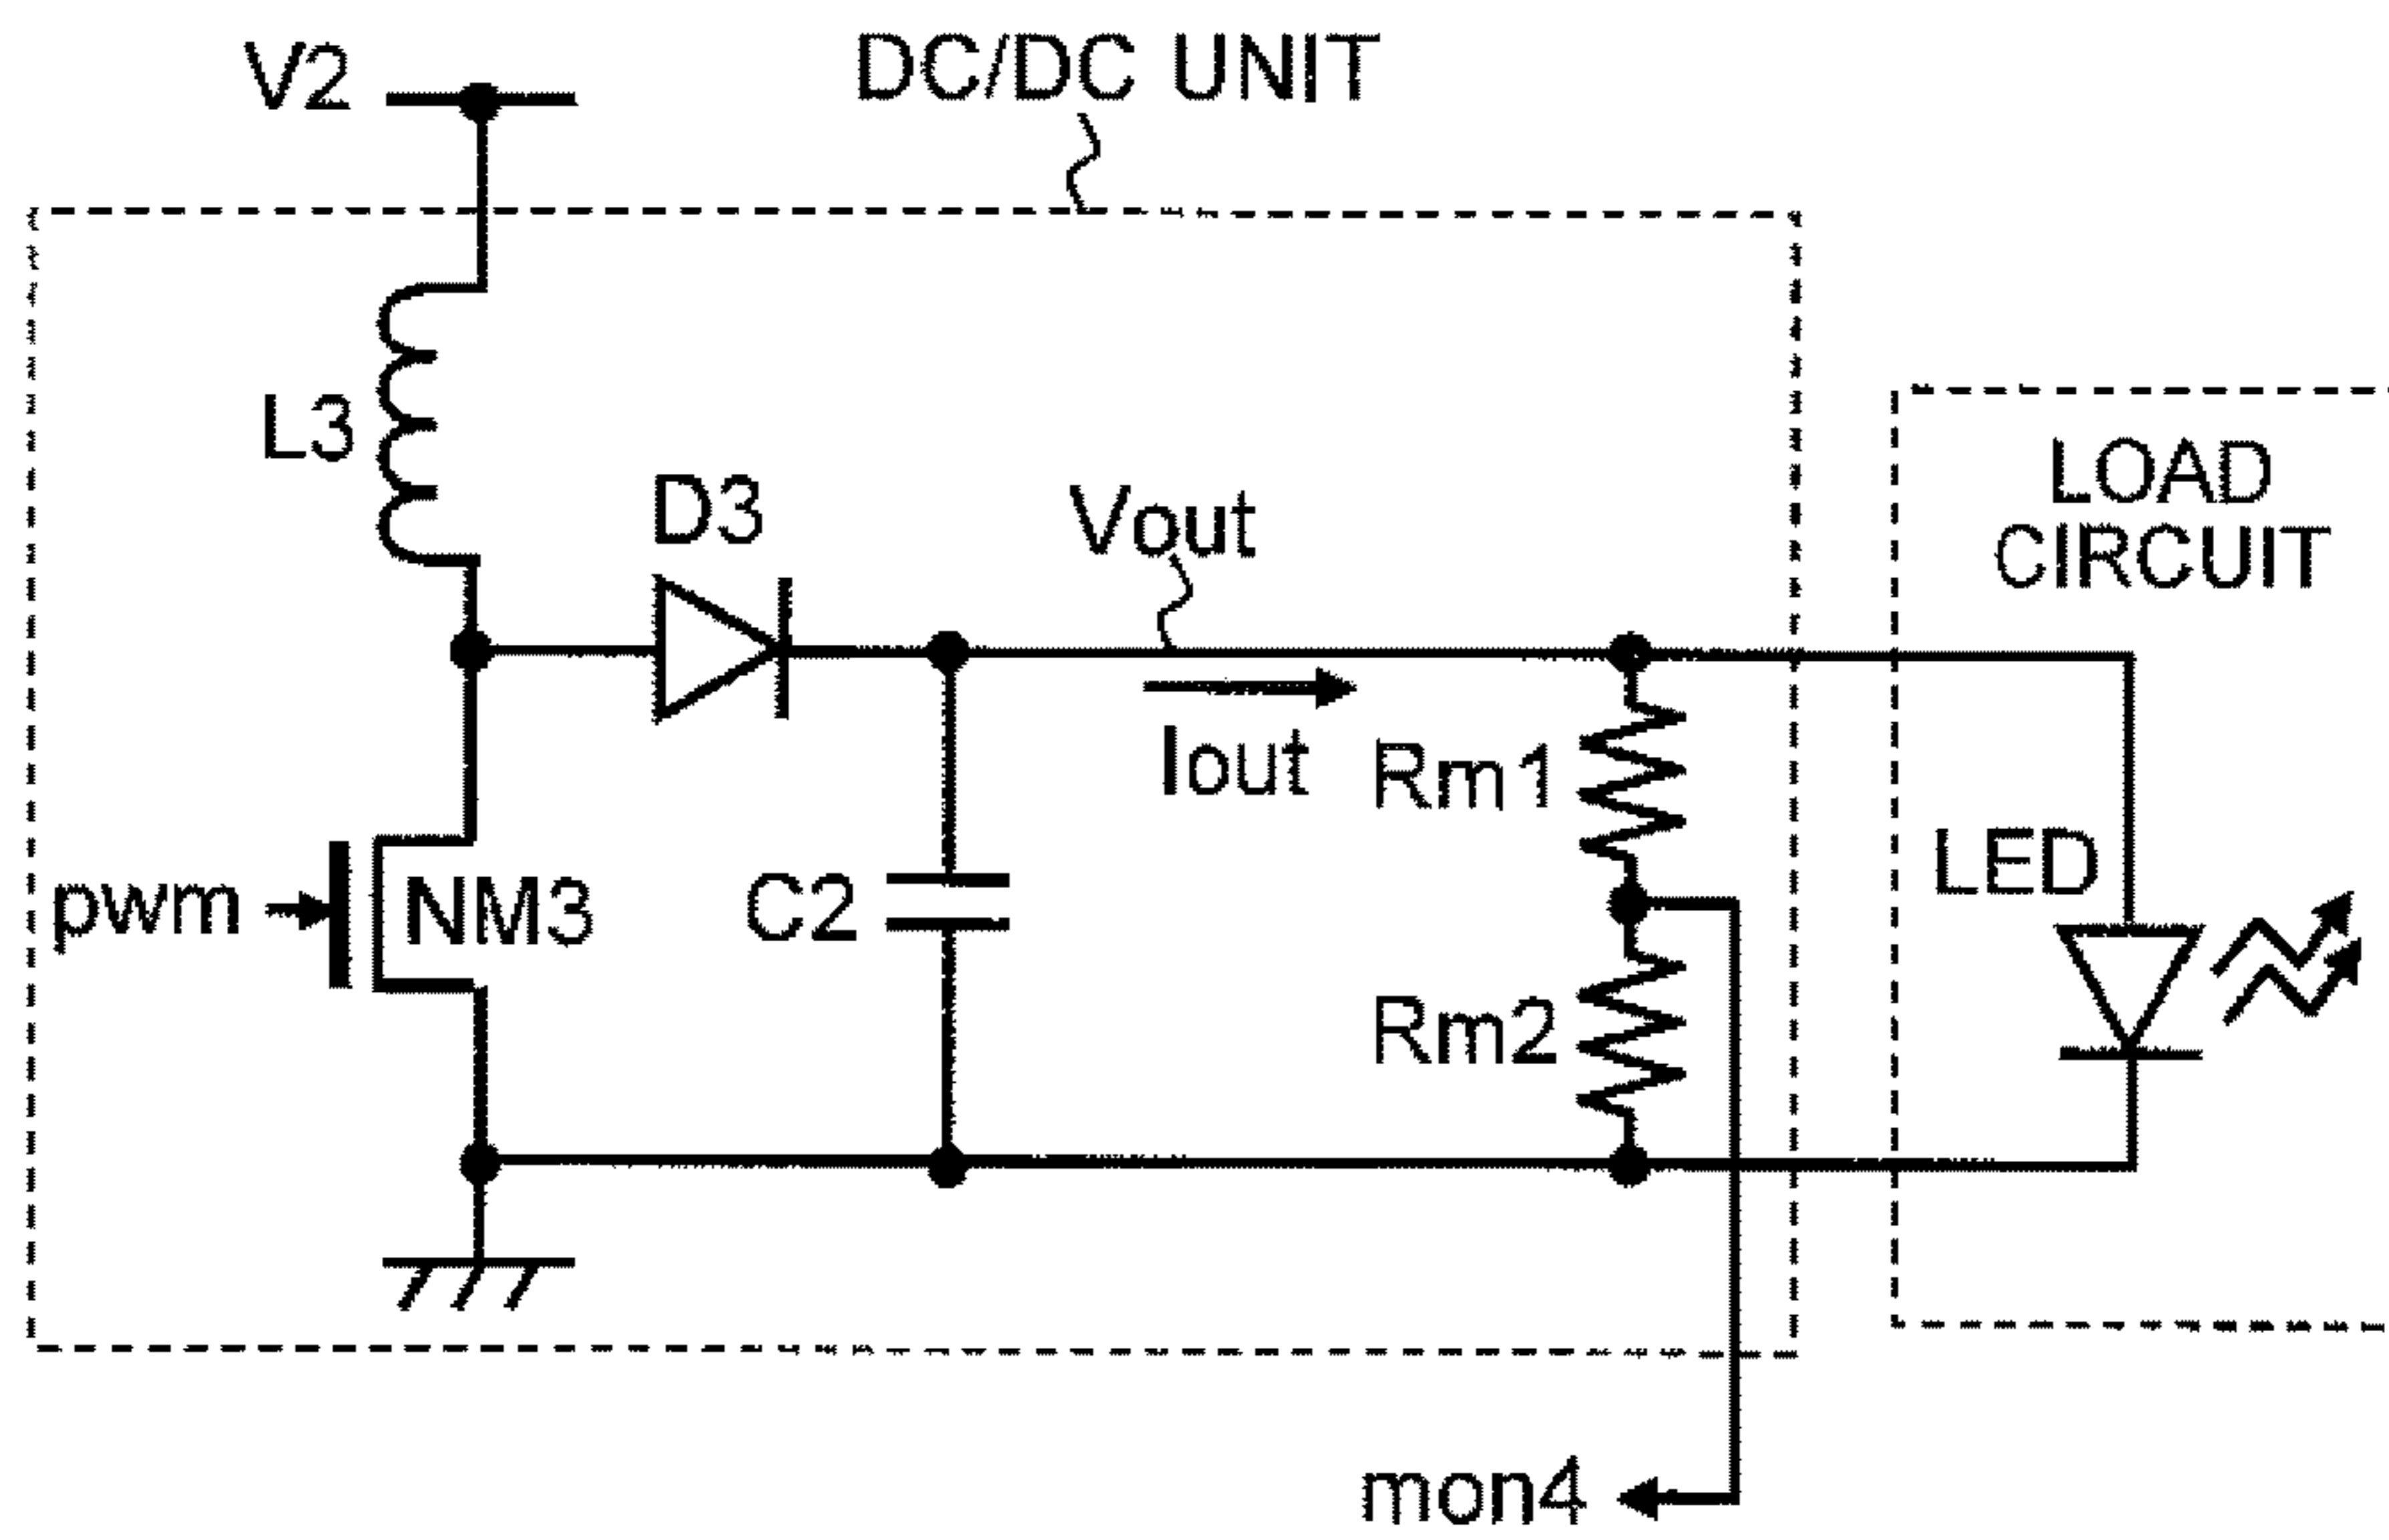 V2
DC/DC UNIT
L3
D3
Vout
LOAD
CIRCUIT
Iout
Rm1
LED
pwm
NM3
C2
Rm2
mon4